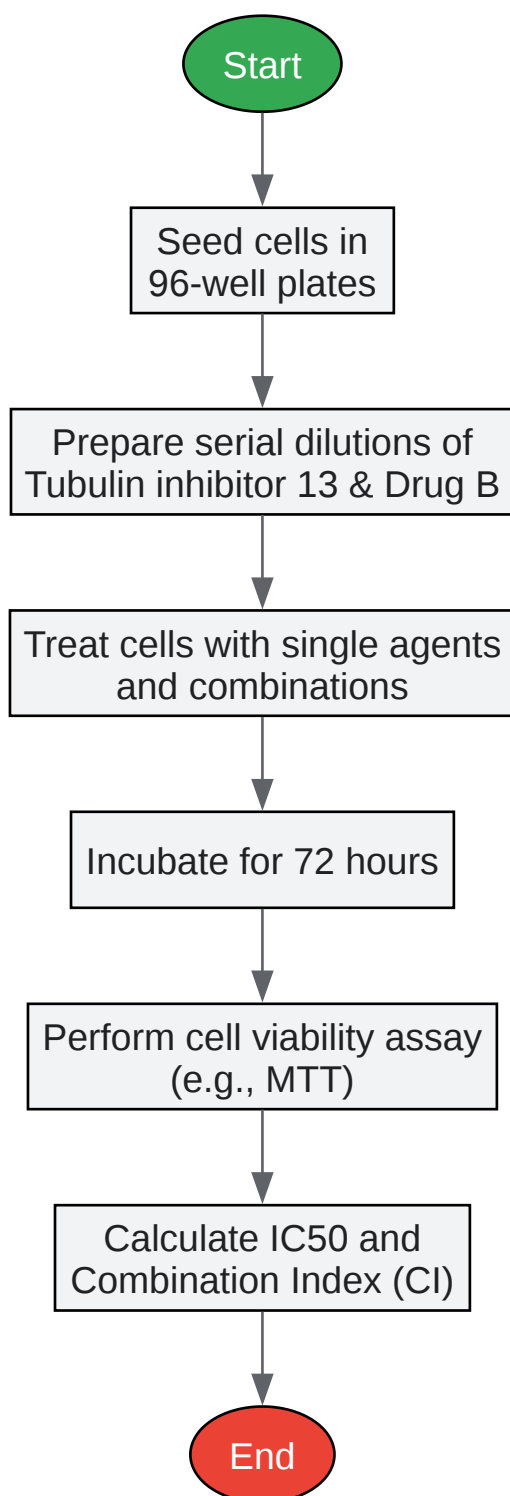 Start
Seed cells in
96-well plates
Prepare serial dilutions of
Tubulin inhibitor 13 & Drug B
Treat cells with single agents
and combinations
Incubate for 72 hours
Perform cell viability assay
(e.g., MTT)
Calculate IC50 and
Combination Index (CI)
End